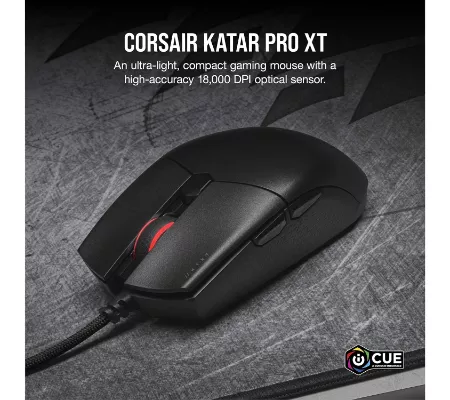 CORSAIR KATAR PRO XT
An ultra-light, compact gaming mouse with a
high-accuracy 18,000 DPI optical sensor.
CUE